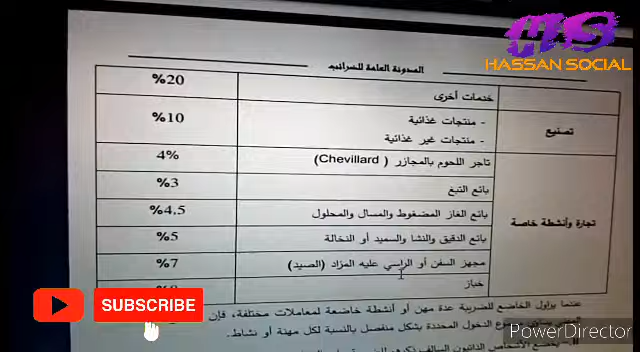 HASSAN SOCIAL
المدونة العامة للضرائب
خدمات أخرى %20
تصنيع
- منتجات غذائية %10
- منتجات غير غذائية
تجارة وأنشطة خاصة
تاجر اللحوم بالمجازر (Chevillard) 4%
بائع التبغ %3
بائع الغاز المضغوط والمسال والمحلول %4.5
بائع الدقيق والنشا والسميد أو النخالة %5
مجهز السفن أو الراسي عليه المزاد (الصيد) %7
خباز
عندما يزاول الخاضع للضريبة عدة مهن أو أنشطة خاضعة لمعاملات مختلفة، فإن
الدخول المحددة بشكل منفصل بالنسبة لكل مهنة أو نشاط.
SUBSCRIBE
PowerDirector